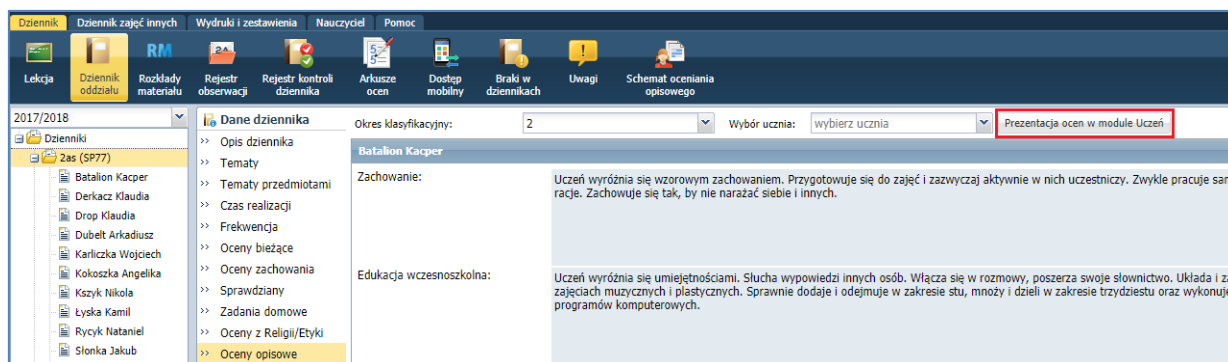 Dziennik Dziennik zajęć innych Wydruki i zestawienia Nauczyciel Pomoc
Lekcja
Dziennik oddziału
RM Rozkłady materiału
Rejestr obserwacji
Rejestr kontroli dziennika
Arkusze ocen
Dostęp mobilny
Braki w dziennikach
Uwagi
Schemat oceniania opisowego
2017/2018
Dzienniki
2as (SP77)
Batalion Kacper
Derkacz Klaudia
Drop Klaudia
Dubelt Arkadiusz
Karliczka Wojciech
Kokoszka Angelika
Kszyk Nikola
Łyska Kamil
Rycyk Nataniel
Słonka Jakub
Dane dziennika
Opis dziennika
Tematy
Tematy przedmiotami
Czas realizacji
Frekwencja
Oceny bieżące
Oceny zachowania
Sprawdziany
Zadania domowe
Oceny z Religii/Etyki
Oceny opisowe
Okres klasyfikacyjny: 2 Wybór ucznia: wybierz ucznia Prezentacja ocen w module Uczeń
Batalion Kacper
Zachowanie:
Uczeń wyróżnia się wzorowym zachowaniem. Przygotowuje się do zajęć i zazwyczaj aktywnie w nich uczestniczy. Zwykle pracuje sam
racje. Zachowuje się tak, by nie narażać siebie i innych.
Edukacja wczesnoszkolna:
Uczeń wyróżnia się umiejętnościami. Słucha wypowiedzi innych osób. Włącza się w rozmowy, poszerza swoje słownictwo. Układa i za
zajęciach muzycznych i plastycznych. Sprawnie dodaje i odejmuje w zakresie stu, mnoży i dzieli w zakresie trzydziestu oraz wykonuje
programów komputerowych.